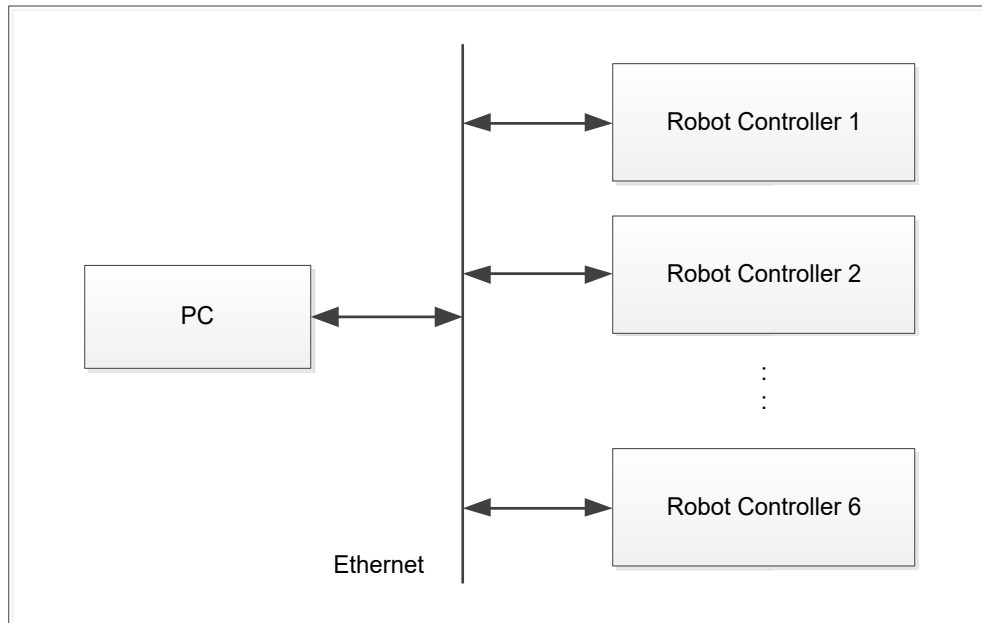 Robot Controller 1
Robot Controller 2
PC
:
:
Robot Controller 6
Ethernet